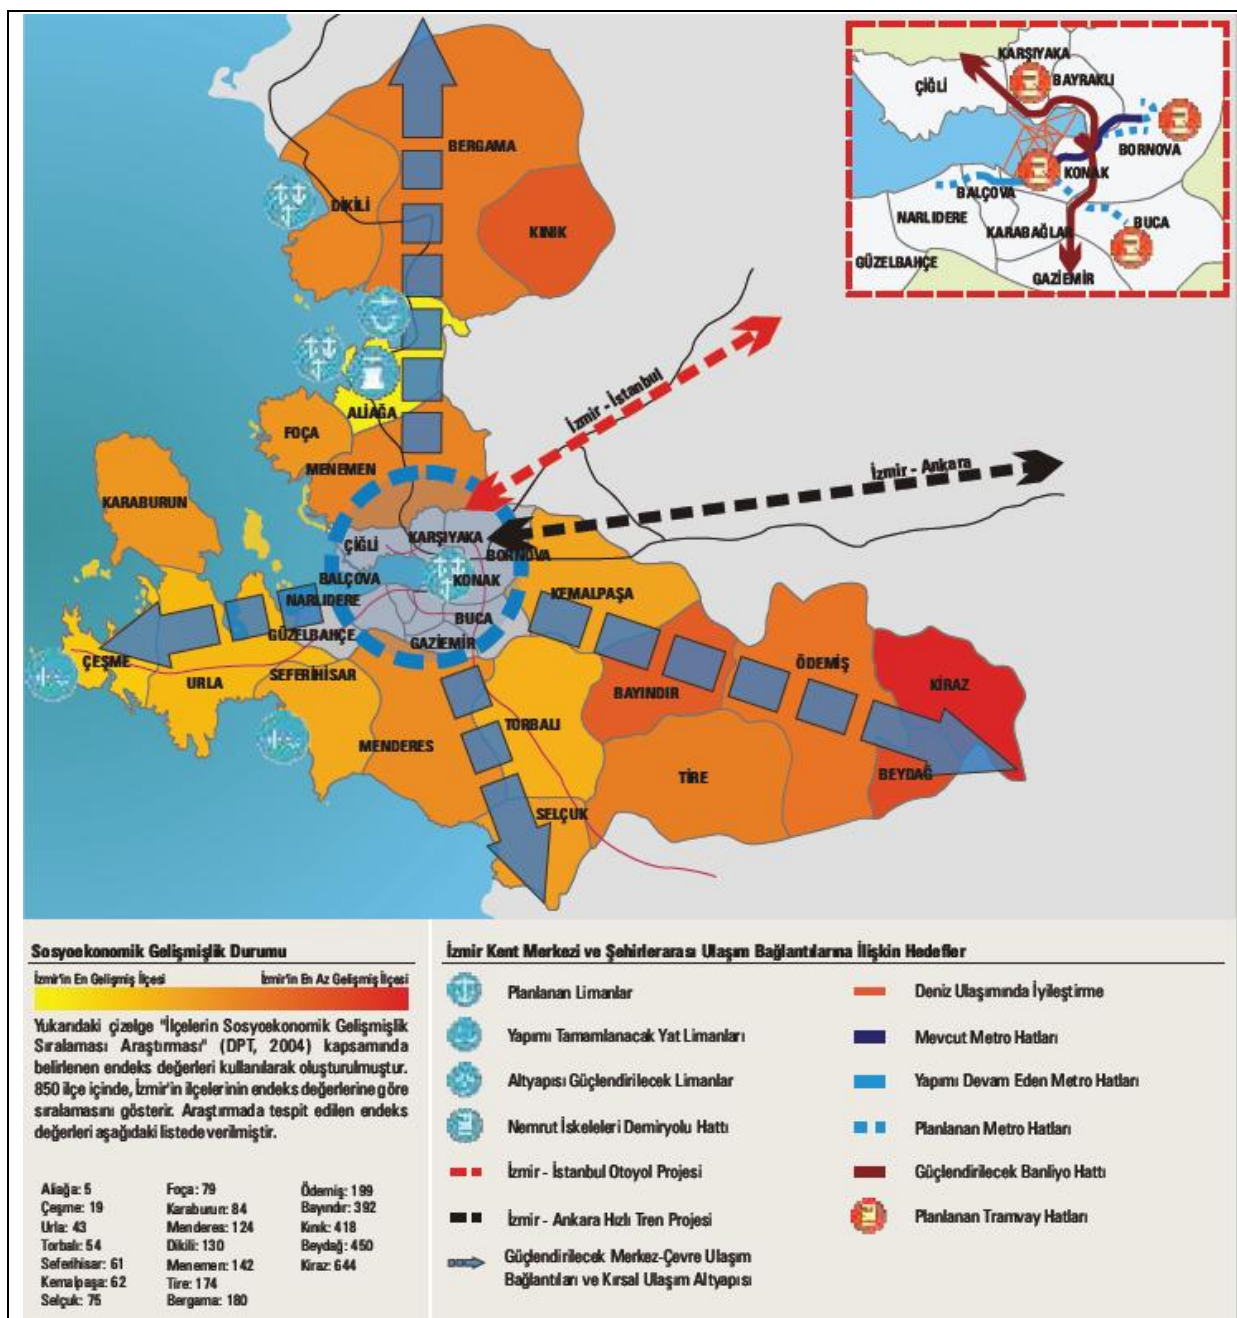 KARŞIYAKA
BAYRAKLI
ÇİĞLİ
BORNOVA
KONAK
BALÇOVA
NARLIDERE
KARABAĞLAR
BUCA
GÜZELBAHÇE
GAZİEMİR
BERGAMA
DİKİLİ
KINIK
ALİAĞA
FOÇA
MENEMEN
İzmir - İstanbul
İzmir - Ankara
KARABURUN
ÇİĞLİ
KARŞIYAKA
BORNOVA
BALÇOVA
KONAK
NARLIDERE
KEMALPAŞA
BUCA
GÜZELBAHÇE
GAZİEMİR
ÇEŞME
URLA
SEFERİHİSAR
ÖDEMİŞ
KİRAZ
BAYINDIR
TORBALI
MENDERES
TİRE
BEYDAĞ
SELÇUK
Sosyoekonomik Gelişmişlik Durumu
İzmir'in En Gelişmiş İlçesi
İzmir'in En Az Gelişmiş İlçesi
Yukarıdaki çizelge "İlçelerin Sosyoekonomik Gelişmişlik
Sıralaması Araştırması" (DPT, 2004) kapsamında
belirlenen endeks değerleri kullanılarak oluşturulmuştur.
850 ilçe içinde, İzmir'in ilçelerinin endeks değerlerine göre
sıralamasını gösterir. Araştırmada tespit edilen endeks
değerleri aşağıdaki listede verilmiştir.
Aliağa: 5
Çeşme: 19
Urla: 43
Torbalı: 54
Seferihisar: 61
Kemalpaşa: 62
Selçuk: 75
Foça: 79
Karaburun: 84
Menderes: 124
Dikili: 130
Menemen: 142
Tire: 174
Bergama: 180
Ödemiş: 199
Bayındır: 392
Kınık: 418
Beydağ: 450
Kiraz: 644
İzmir Kent Merkezi ve Şehirlerarası Ulaşım Bağlantılarına İlişkin Hedefler
Planlanan Limanlar
Yapımı Tamamlanacak Yat Limanları
Altyapısı Güçlendirilecek Limanlar
Nemrut İskeleleri Demiryolu Hattı
İzmir - İstanbul Otoyol Projesi
İzmir - Ankara Hızlı Tren Projesi
Güçlendirilecek Merkez-Çevre Ulaşım
Bağlantıları ve Kırsal Ulaşım Altyapısı
Deniz Ulaşımında İyileştirme
Mevcut Metro Hatları
Yapımı Devam Eden Metro Hatları
Planlanan Metro Hatları
Güçlendirilecek Banliyo Hattı
Planlanan Tramvay Hatları